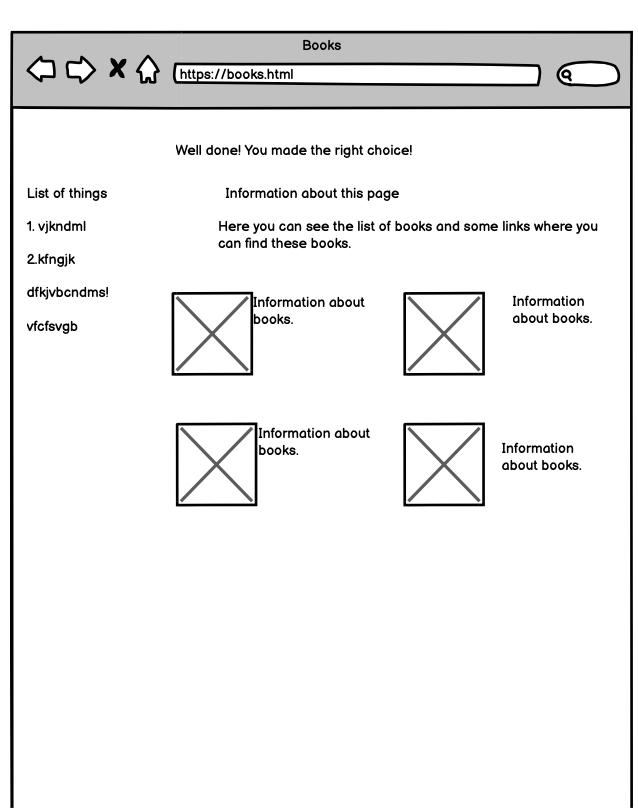 Books
https://books.html
Well done! You made the right choice!
List of things
1. vjkndml
2.kfngjk
dfkjvbcndms!
vfcfsvgb
Information about this page
Here you can see the list of books and some links where you
can find these books.
Information about
books.
Information
about books.
Information about
books.
Information
about books.